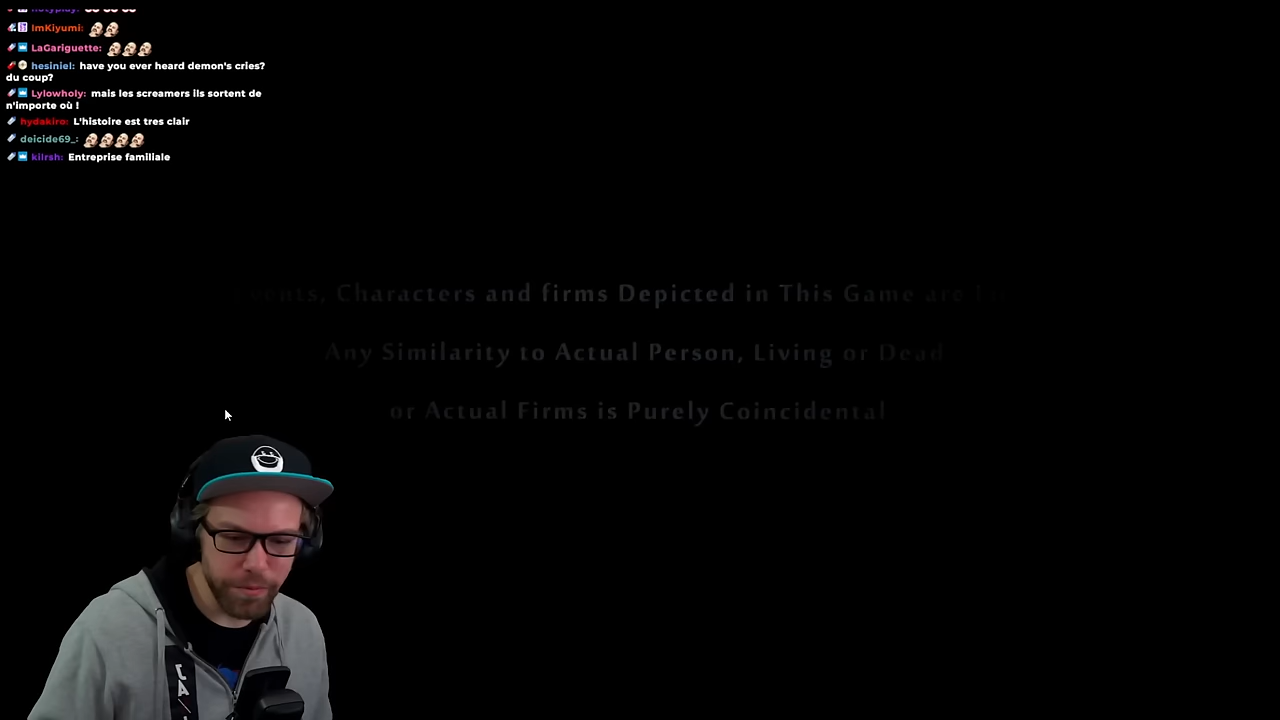 ImKiyumi:
LaGariguette:
hesiniel: have you ever heard demon's cries?
du coup?
Lylowholy: mais les screamers ils sortent de
n'importe où !
hydakiro: L'histoire est tres clair
deicide69_:
kilrsh: Entreprise familiale
Characters and firms Depicted in This Game are
Any Similarity to Actual Person, Living or Dead
or Actual Firms is Purely Coincidental